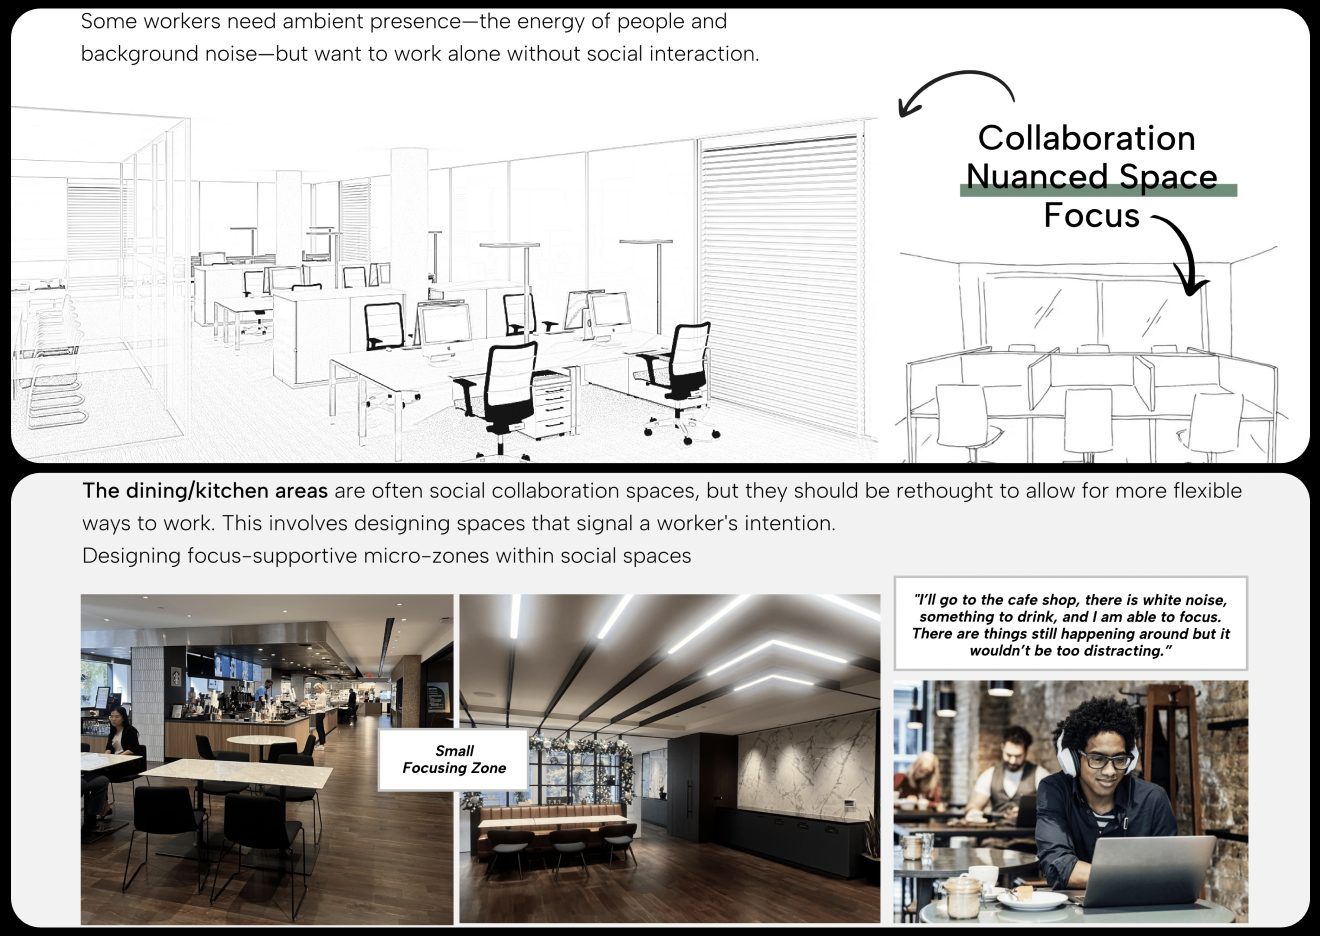 Some workers need ambient presence—the energy of people and
background noise—but want to work alone without social interaction.
Collaboration
Nuanced Space
Focus
The dining/kitchen areas are often social collaboration spaces, but they should be rethought to allow for more flexible
ways to work. This involves designing spaces that signal a worker's intention.
Designing focus-supportive micro-zones within social spaces
"I'll go to the cafe shop, there is white noise,
something to drink, and I am able to focus.
There are things still happening around but it
wouldn't be too distracting.”
Small
Focusing Zone